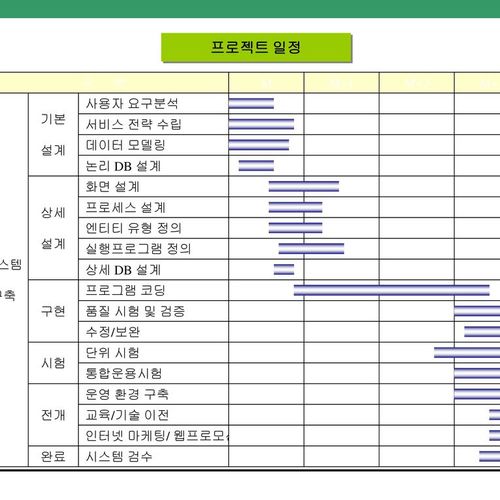 프로젝트 일정
사용자 요구분석
기본
서비스 전략 수립
데이터 모델링
설계
논리 DB 설계
화면 설계
상세
프로세스 설계
엔티티 유형 정의
설계
실행프로그램 정의
스템
상세 DB 설계
프로그램 코딩
구축
구현
품질 시험 및 검증
수정/보완
시험
단위 시험
통합운용시험
운영 환경 구축
전개
교육/기술 이전
인터넷 마케팅/ 웹프로모
완료
시스템 검수